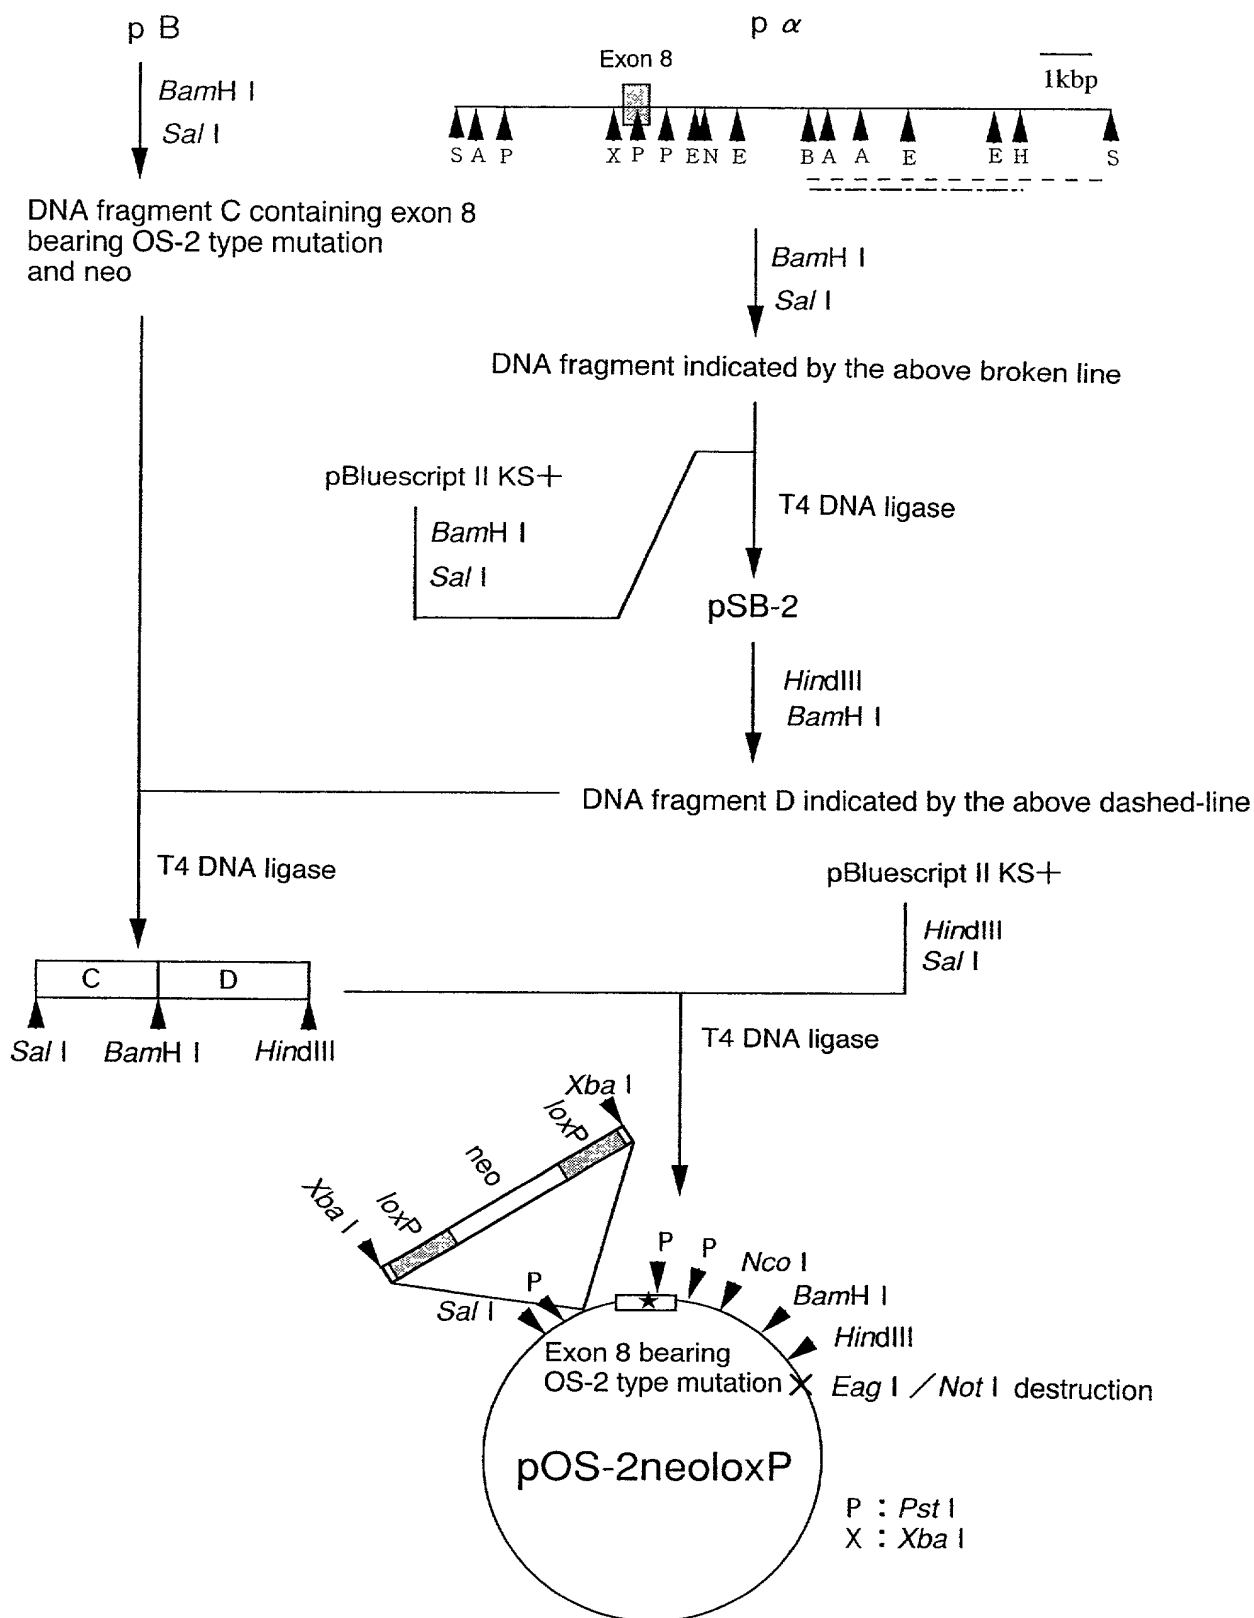 p B
p α
Exon 8
1kbp
BamH I
Sal I
S A P X P P E N E B A A E E H S
DNA fragment C containing exon 8
bearing OS-2 type mutation
and neo
BamH I
Sal I
DNA fragment indicated by the above broken line
pBluescript II KS+
BamH I
Sal I
T4 DNA ligase
pSB-2
HindIII
BamH I
DNA fragment D indicated by the above dashed-line
T4 DNA ligase
pBluescript II KS+
HindIII
Sal I
C D
Sal I BamH I HindIII
T4 DNA ligase
Xba I
loxP
neo
loxP
Xba I
P
Sal I
P
P
Nco I
BamH I
HindIII
Exon 8 bearing
OS-2 type mutation
Eag I / Not I destruction
pOS-2neoloxP
P : Pst I
X : Xba I